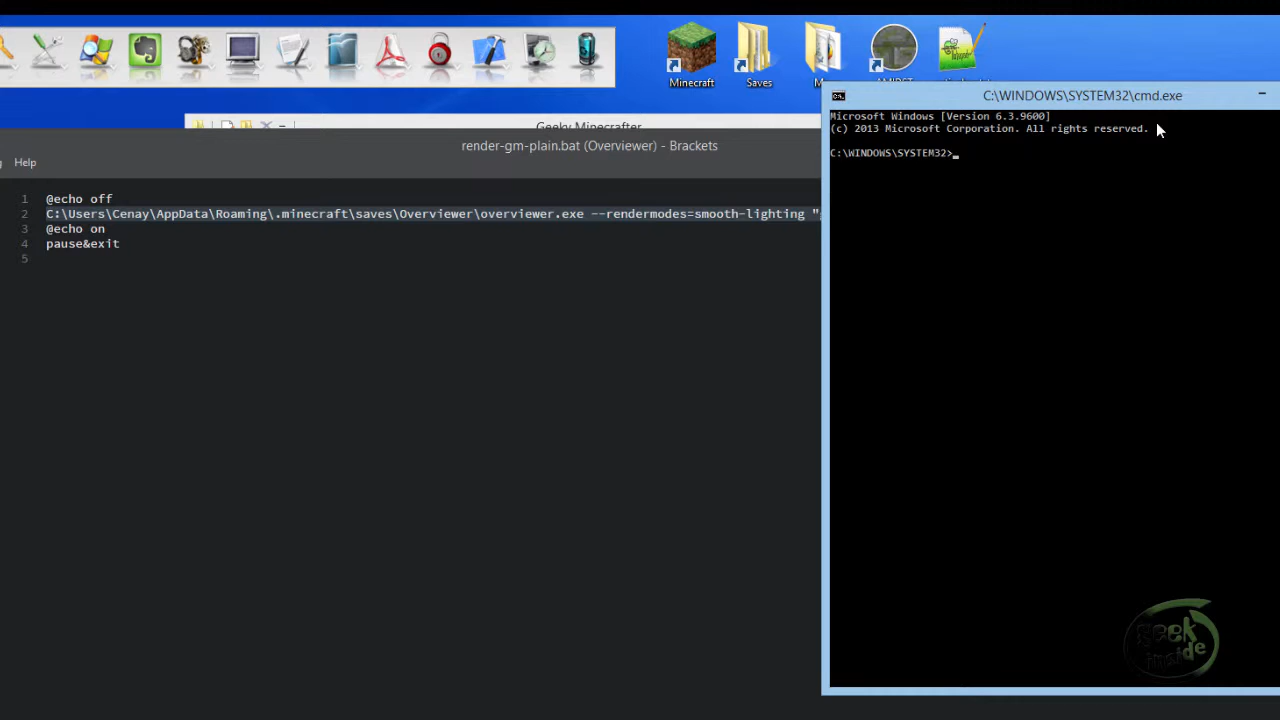 Minecraft
Saves
C:\WINDOWS\SYSTEM32\cmd.exe
Geeky Minecrafter
render-gm-plain.bat (Overviewer) - Brackets
Help
1 @echo off
2 C:\Users\Cenay\AppData\Roaming\.minecraft\saves\Overviewer\overviewer.exe --rendermodes=smooth-lighting "
3 @echo on
4 pause&exit
5
Microsoft Windows [Version 6.3.9600]
(c) 2013 Microsoft Corporation. All rights reserved.
C:\WINDOWS\SYSTEM32>_
geek
inside